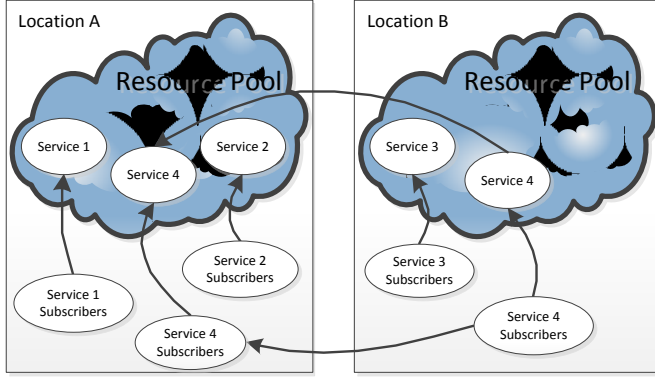 Location A
Resource Pool
Service 1
Service 4
Service 2
Service 1
Subscribers
Service 2
Subscribers
Service 4
Subscribers
Location B
Resource Pool
Service 3
Service 4
Service 3
Subscribers
Service 4
Subscribers